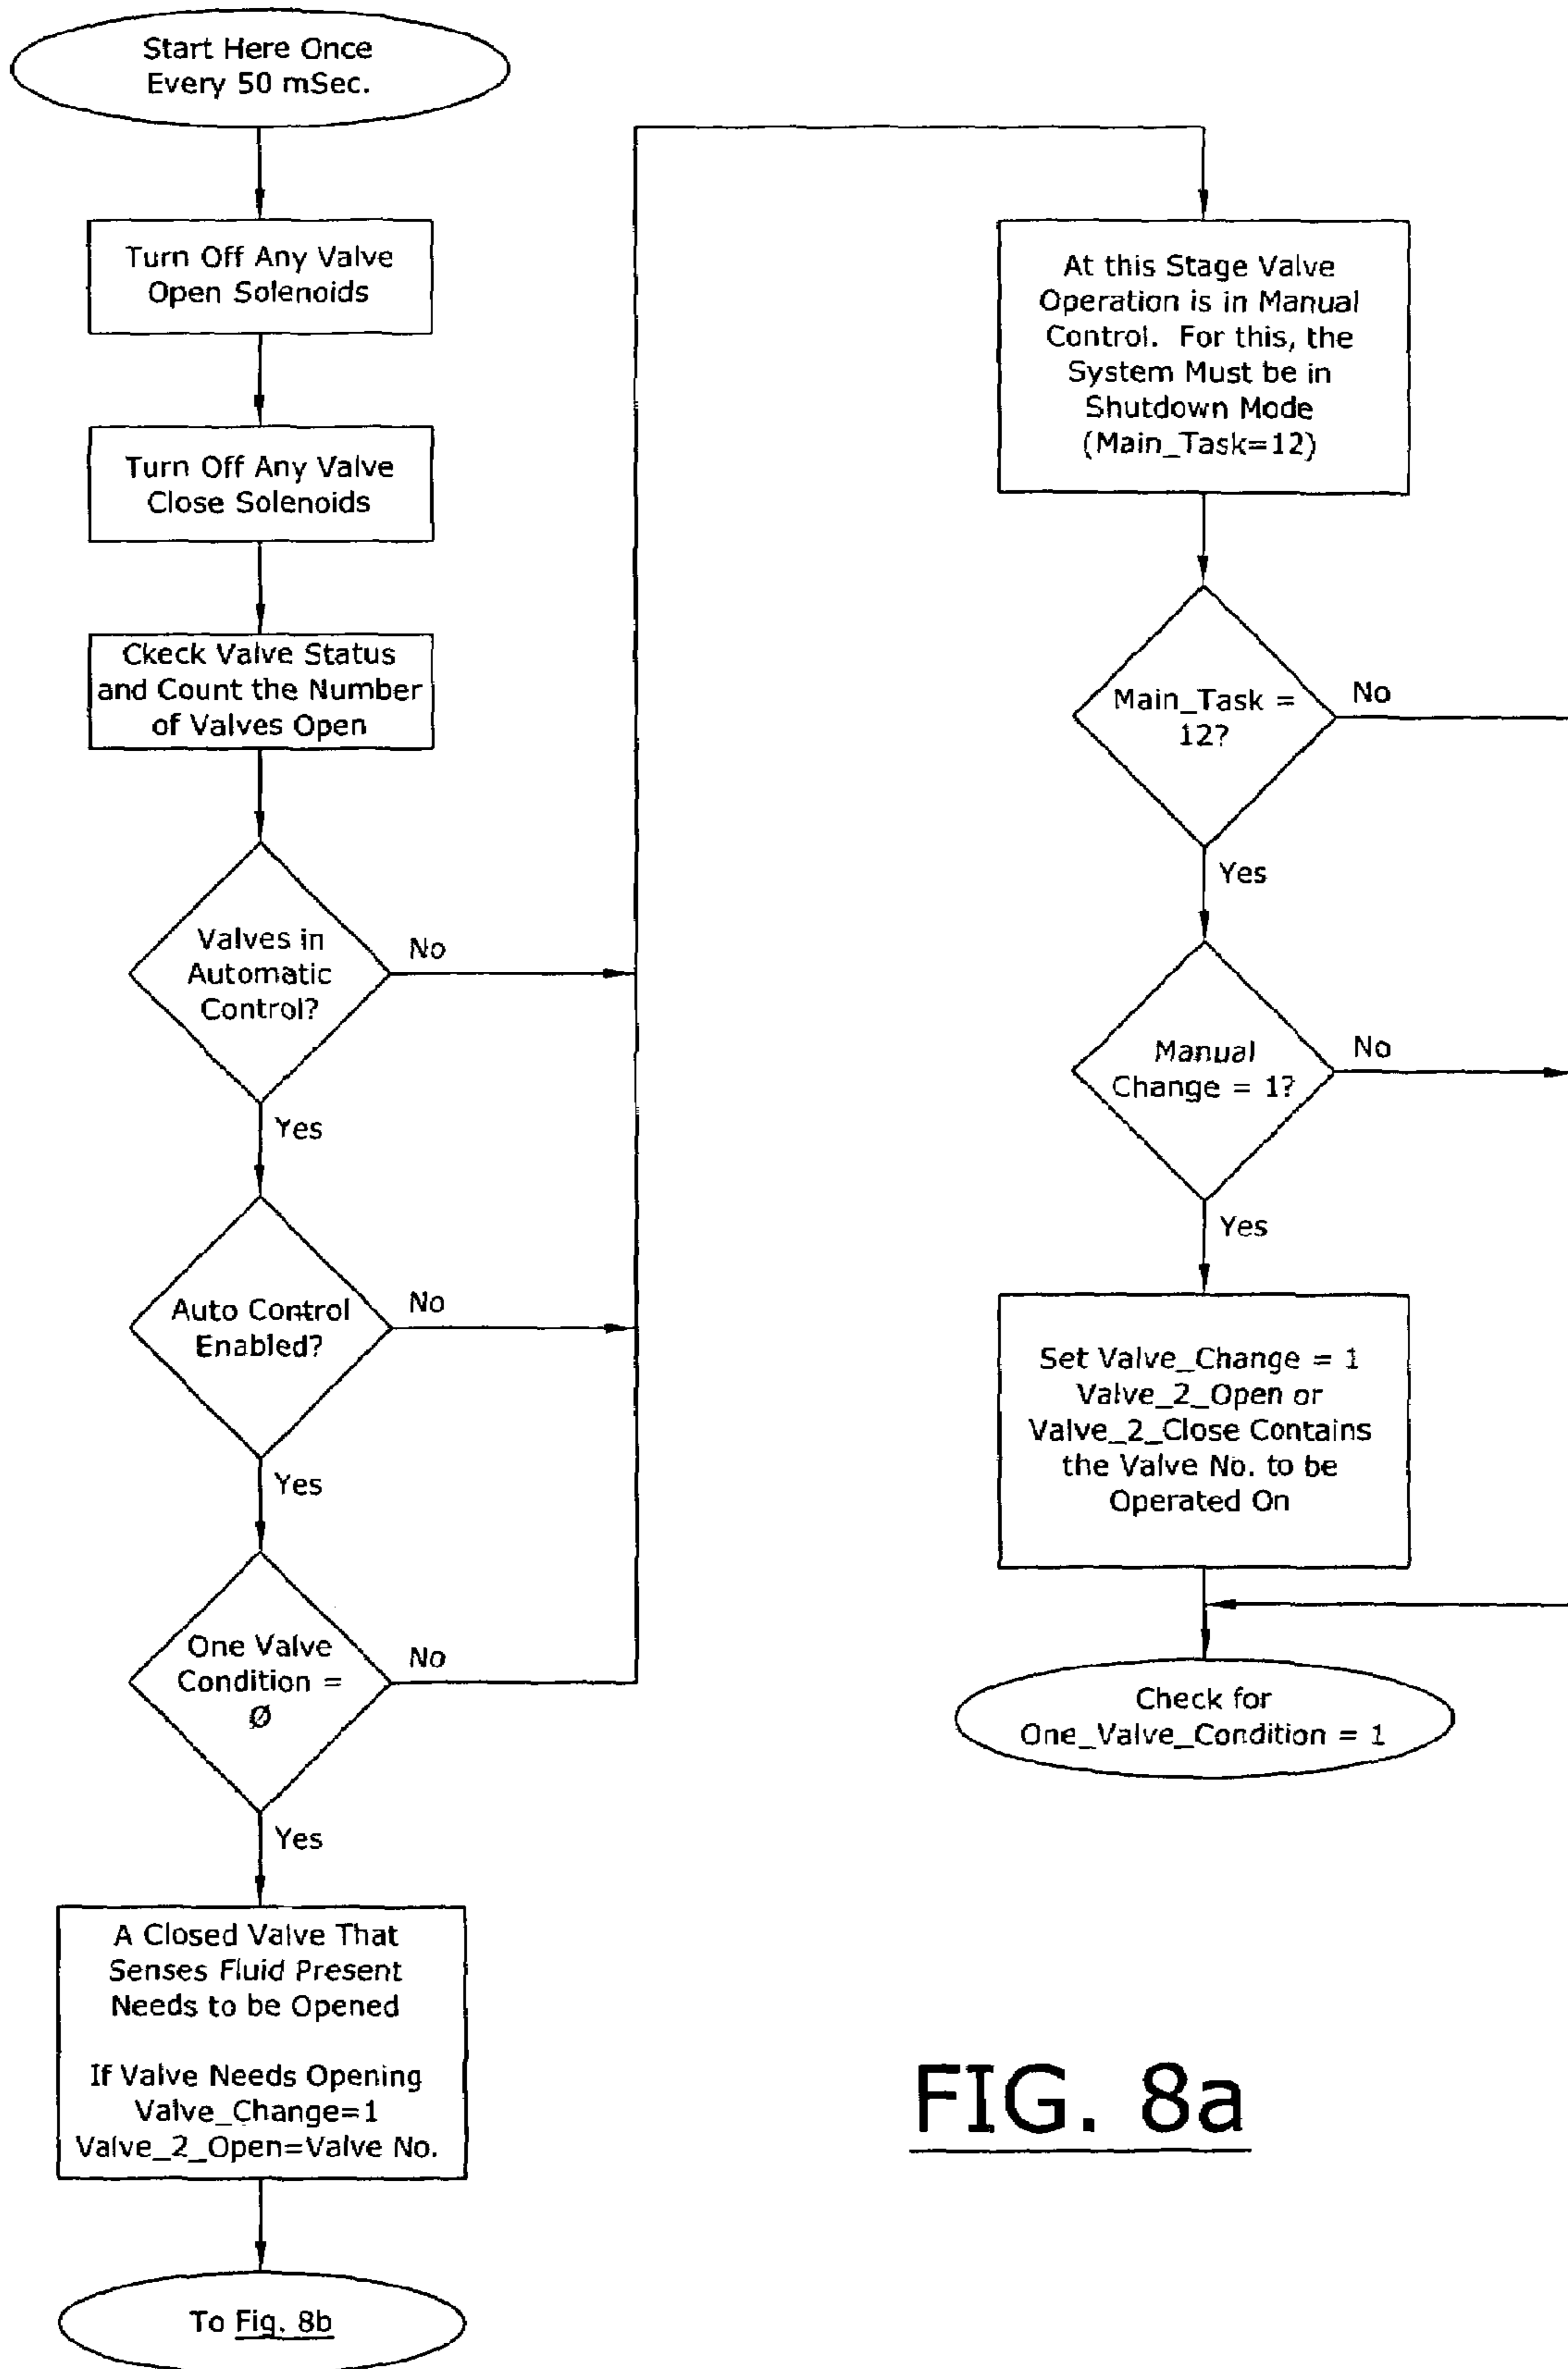 Start Here Once
Every 50 mSec.
Turn Off Any Valve
Open Solenoids
Turn Off Any Valve
Close Solenoids
Ckeck Valve Status
and Count the Number
of Valves Open
Valves in
Automatic
Control?
No
Yes
Auto Control
Enabled?
No
Yes
One Valve
Condition =
Ø
No
Yes
A Closed Valve That
Senses Fluid Present
Needs to be Opened
If Valve Needs Opening
Valve_Change=1
Valve_2_Open=Valve No.
To Fig. 8b
At this Stage Valve
Operation is in Manual
Control. For this, the
System Must be in
Shutdown Mode
(Main_Task=12)
Main_Task =
12?
No
Yes
Manual
Change = 1?
No
Yes
Set Valve_Change = 1
Valve_2_Open or
Valve_2_Close Contains
the Valve No. to be
Operated On
Check for
One_Valve_Condition = 1
FIG. 8a